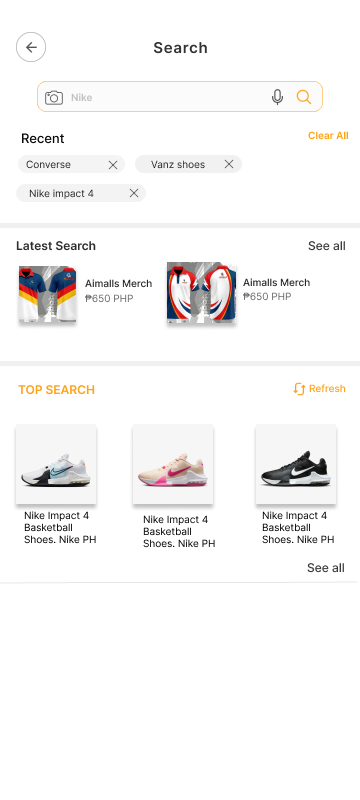 Search
Nike
Recent
Clear All
Converse
Vanz shoes
Nike impact 4
Latest Search
See all
Aimalls Merch
₱650 PHP
Aimalls Merch
₱650 PHP
TOP SEARCH
Refresh
Nike Impact 4
Basketball
Shoes. Nike PH
Nike Impact 4
Basketball
Shoes. Nike PH
Nike Impact 4
Basketball
Shoes. Nike PH
See all